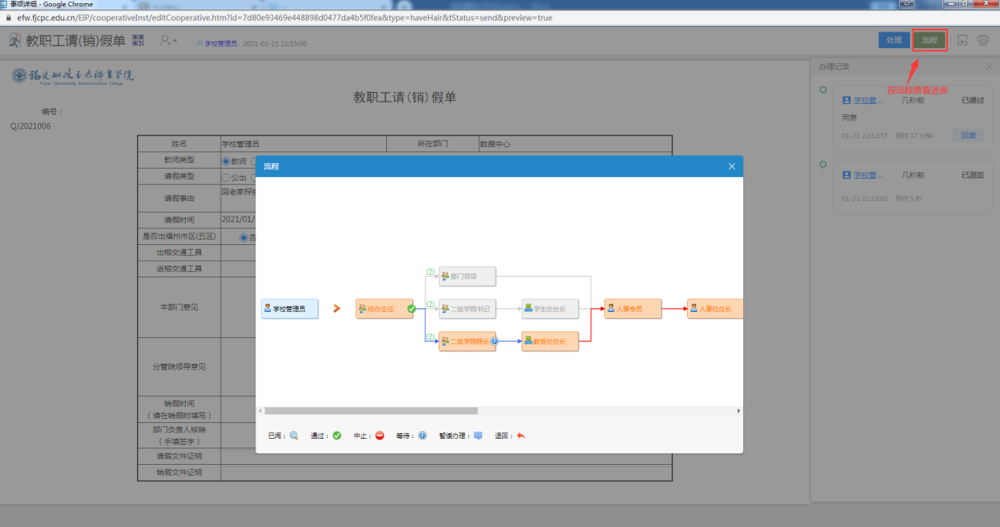 事项详细 - Google Chrome
efw.fjcpc.edu.cn/EIP/cooperativeInst/editCooperative.htm?id=7d80e93469e448898d0477da4b5f0fea&type=haveHair&tStatus=send&preview=true
教职工请(销)假单
学校管理员 2021-01-21 21:55:00
处理 流程
办理记录
按流程查看进度
学校管... 几秒前 已通过
同意
01-21 22:12:57 用时 17 分钟 回复
学校管... 几秒前 已浏览
01-21 22:13:02 用时 5 秒
福建船政交通职业学院
Fujian Chuanzheng Communications College
教职工请(销)假单
编号：
QJ2021006
姓名 学校管理员 所在部门 数据中心
教师类型 教师
请假类型 公出
请假事由 回老家探亲
请假时间 2021/01/
是否出福州市区(五区) 否
出榕交通工具
返榕交通工具
本部门意见
分管院领导意见
销假时间
（请在销假时填写）
部门负责人核销
（手填签字）
请假文件证明
销假文件证明
流程
(?) 部门领导
学校管理员 综办主任 (?) 二级学院书记 学生处处长 人事专员 人事处处长
(?) 二级学院院长 教务处处长
已阅： 通过： 中止： 等待： 暂缓办理： 退回：